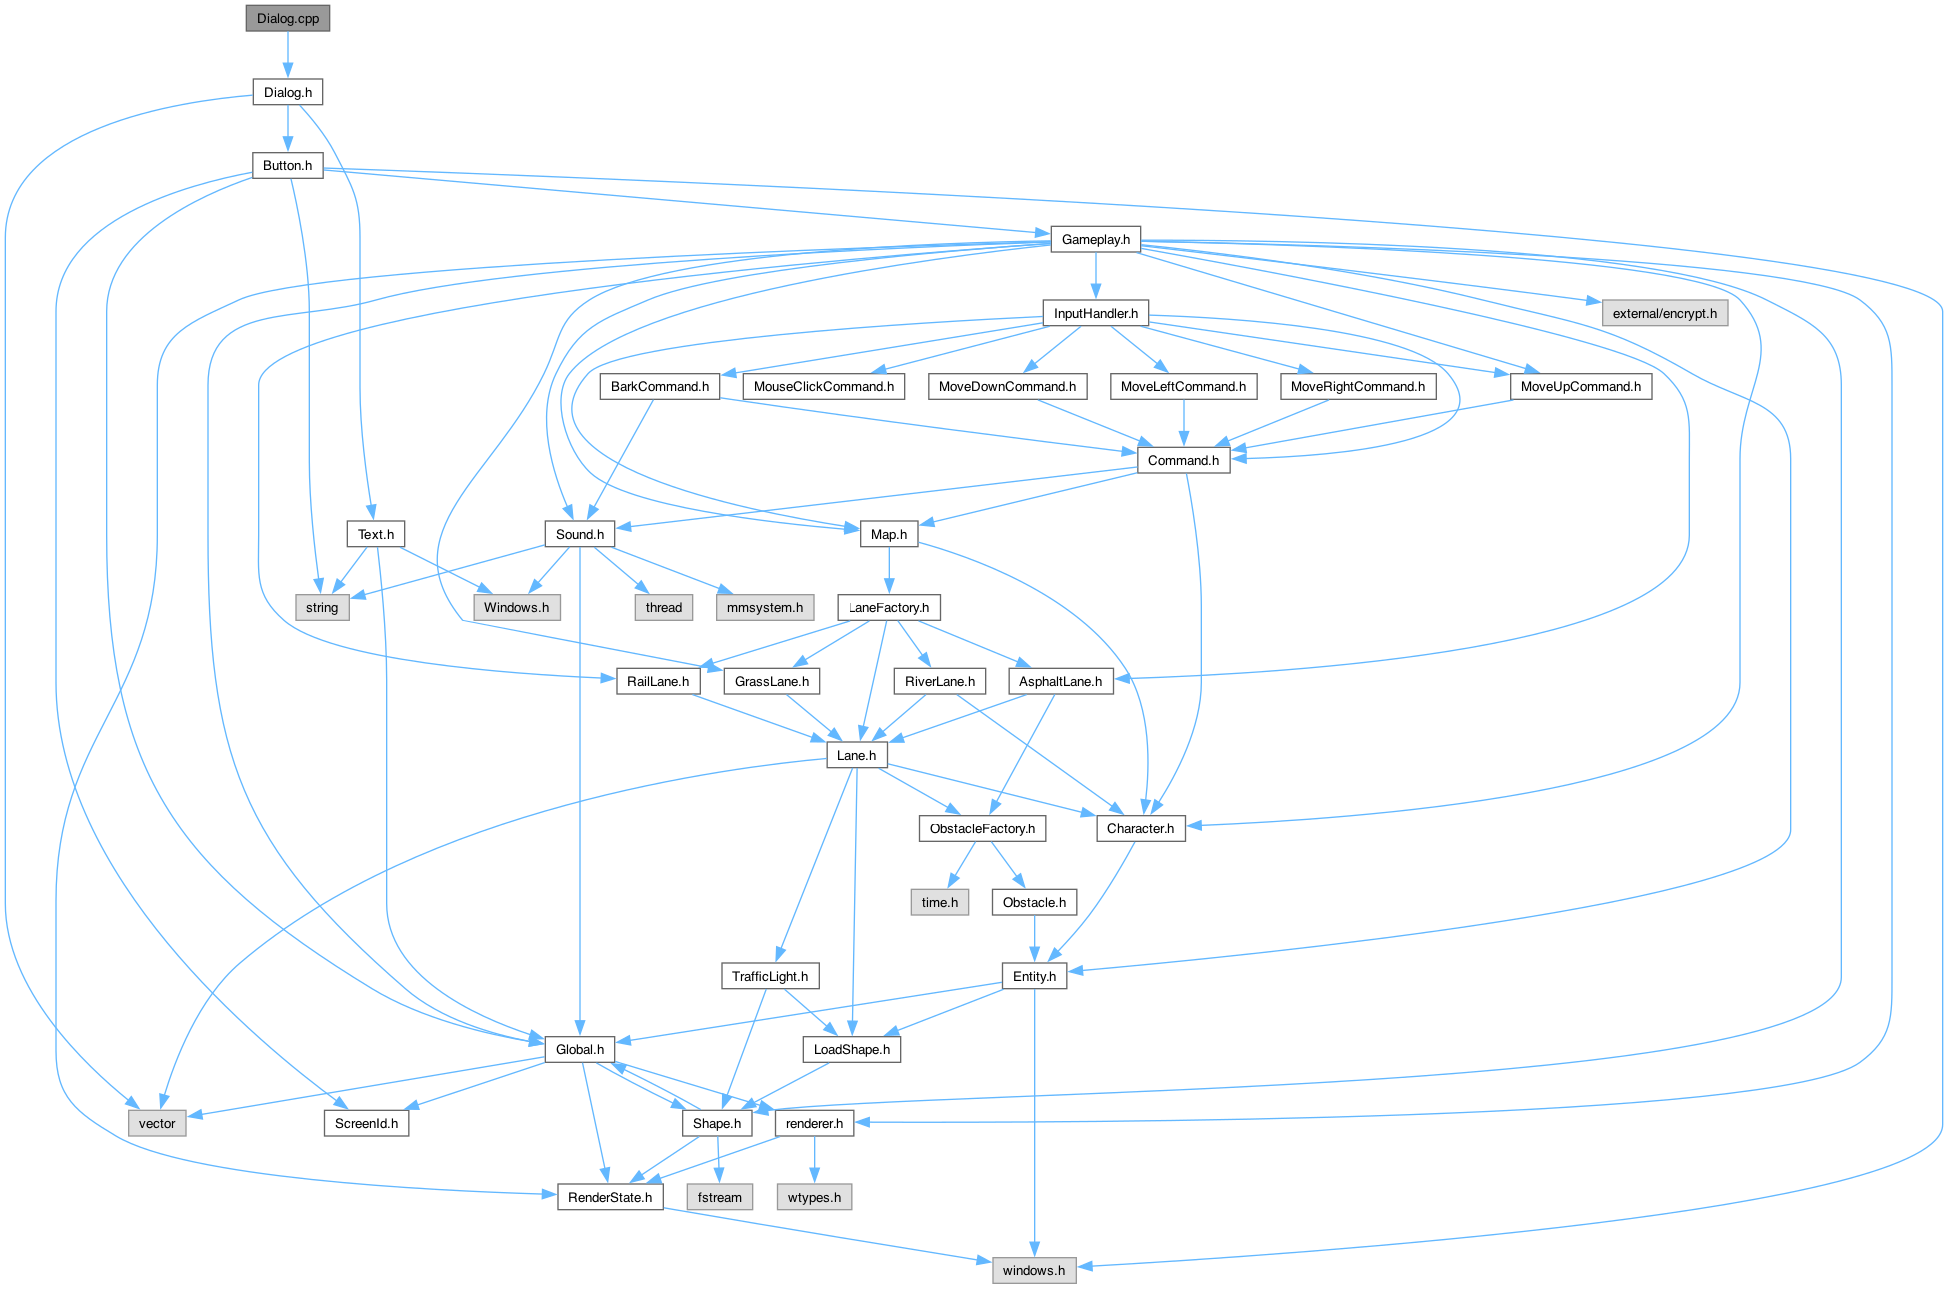 Dialog.cpp
Dialog.h
Button.h
Gameplay.h
InputHandler.h
external/encrypt.h
BarkCommand.h
MouseClickCommand.h
MoveDownCommand.h
MoveLeftCommand.h
MoveRightCommand.h
MoveUpCommand.h
Command.h
Text.h
Sound.h
Map.h
string
Windows.h
thread
mmsystem.h
LaneFactory.h
RailLane.h
GrassLane.h
RiverLane.h
AsphaltLane.h
Lane.h
ObstacleFactory.h
Character.h
time.h
Obstacle.h
TrafficLight.h
Entity.h
Global.h
LoadShape.h
vector
ScreenId.h
Shape.h
renderer.h
RenderState.h
fstream
wtypes.h
windows.h